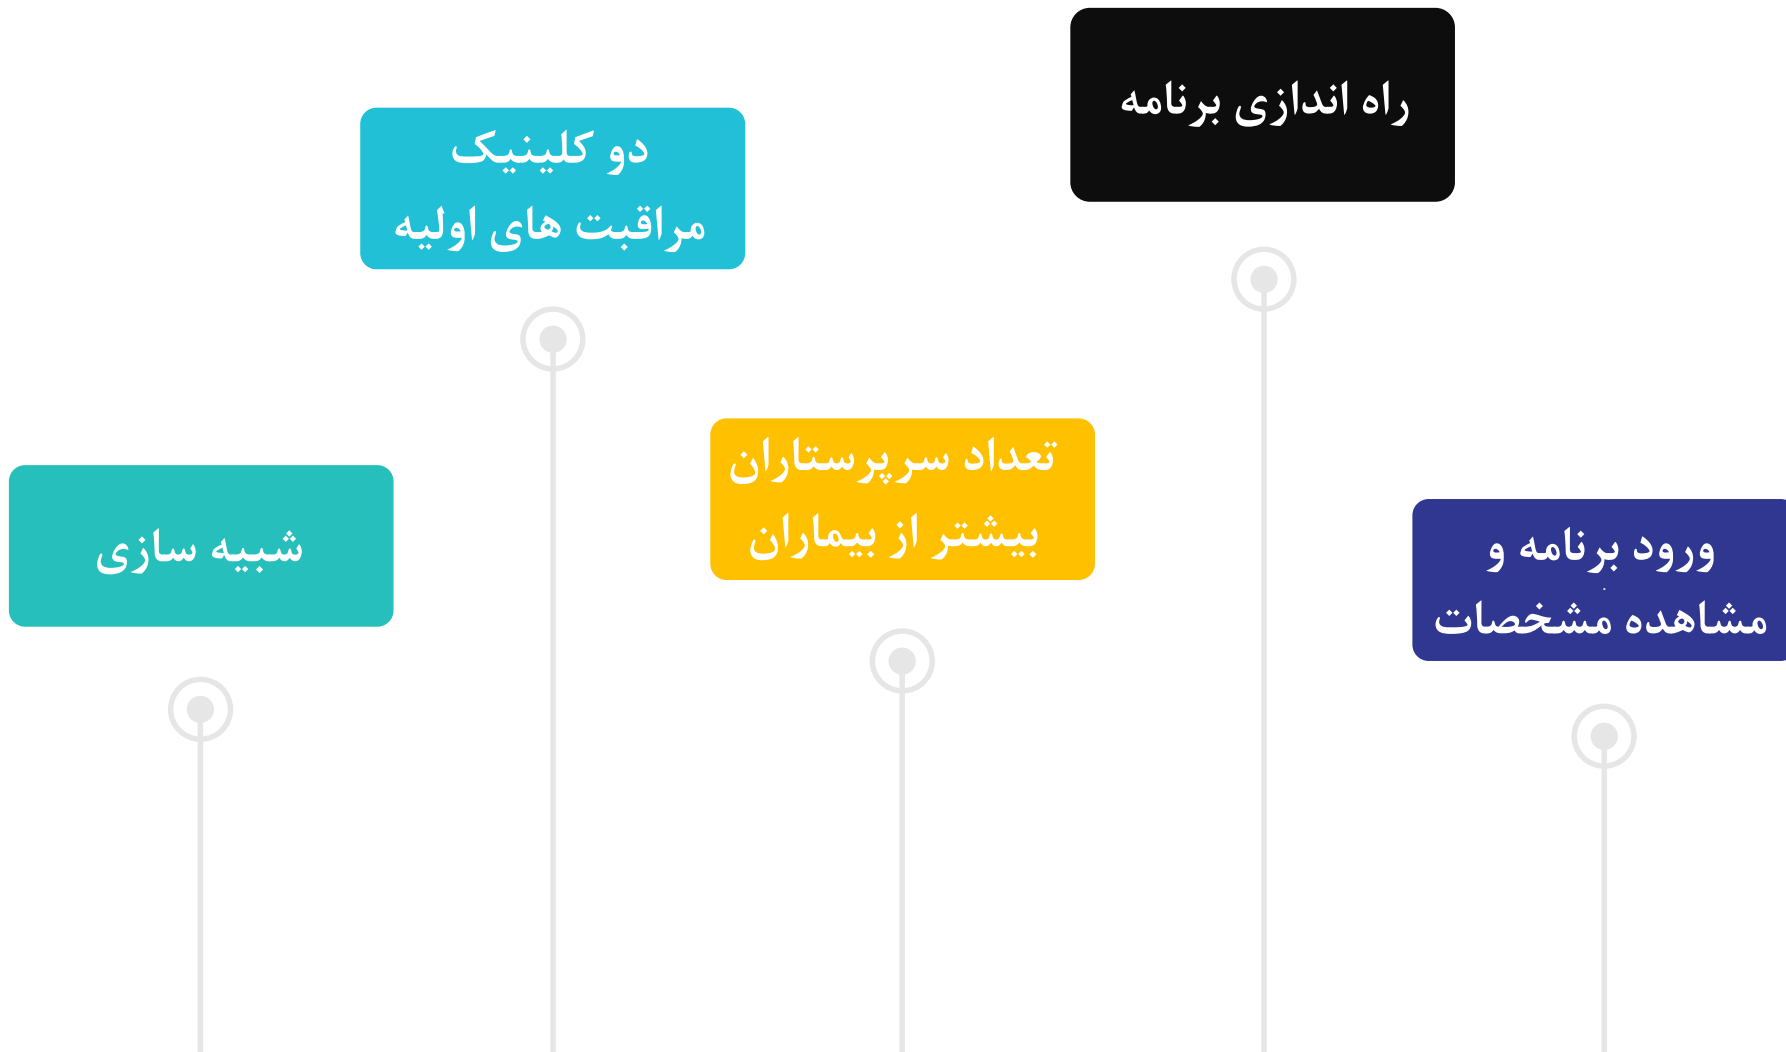 راه اندازی برنامه
دو کلینیک
مراقبت های اولیه
تعداد سرپرستاران
بیشتر از بیماران
شبیه سازی
ورود برنامه و
مشاهده مشخصات